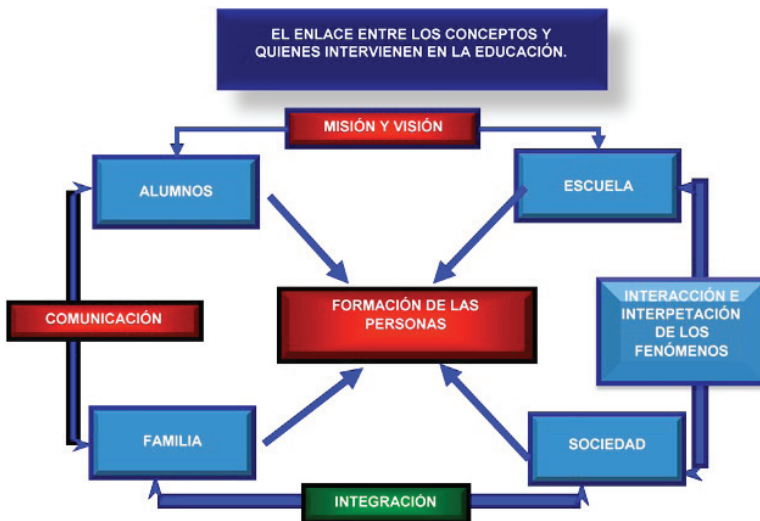 EL ENLACE ENTRE LOS CONCEPTOS Y
QUIENES INTERVIENEN EN LA EDUCACIÓN.
MISIÓN Y VISIÓN
ALUMNOS
ESCUELA
COMUNICACIÓN
FORMACIÓN DE LAS
PERSONAS
INTERACCIÓN E
INTERPETACIÓN
DE LOS
FENÓMENOS
FAMILIA
SOCIEDAD
INTEGRACIÓN